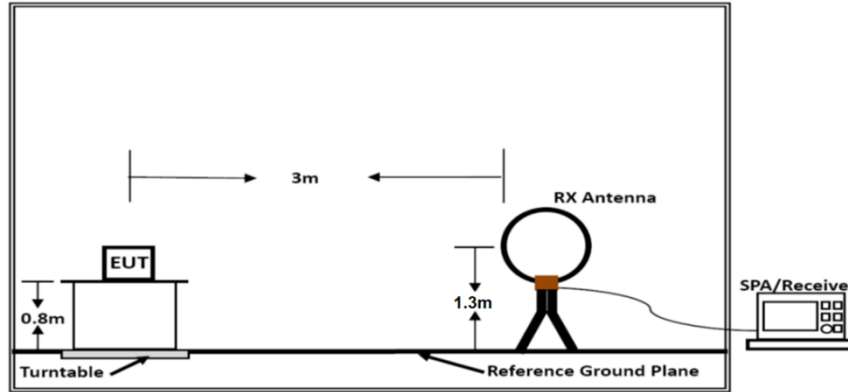 3m
RX Antenna
EUT
0.8m
1.3m
SPA/Receive
Turntable
Reference Ground Plane